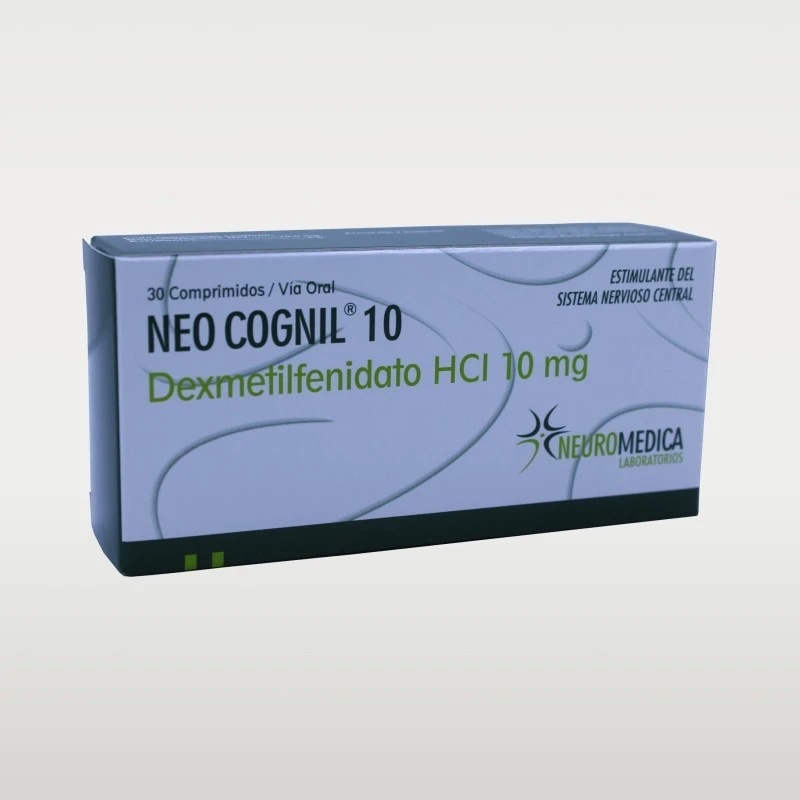 30 Comprimidos / Vía Oral
NEO COGNIL® 10
Dexmetilfenidato HCl 10 mg
ESTIMULANTE DEL
SISTEMA NERVIOSO CENTRAL
NEUROMEDICA
LABORATORIOS